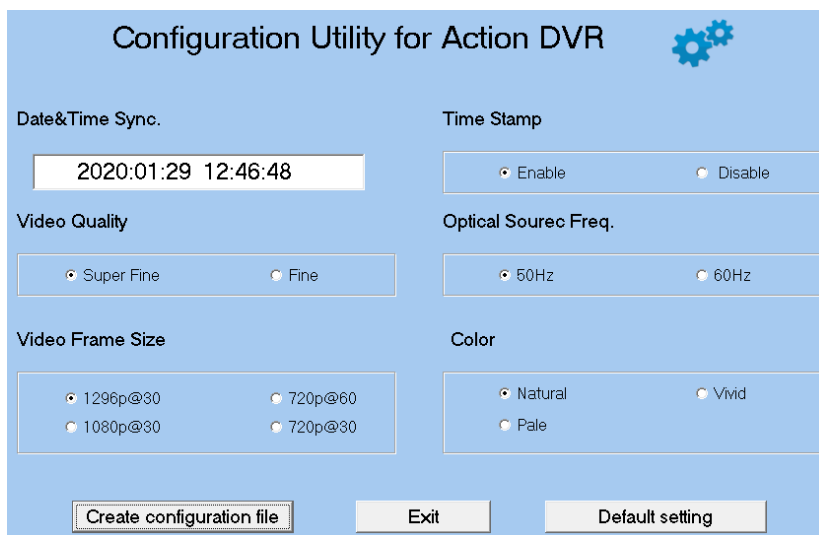 Configuration Utility for Action DVR
Date&Time Sync.
2020:01:29 12:46:48
Time Stamp
Enable
Disable
Video Quality
Super Fine
Fine
Optical Sourec Freq.
50Hz
60Hz
Video Frame Size
1296p@30
720p@60
1080p@30
720p@30
Color
Natural
Vivid
Pale
Create configuration file
Exit
Default setting